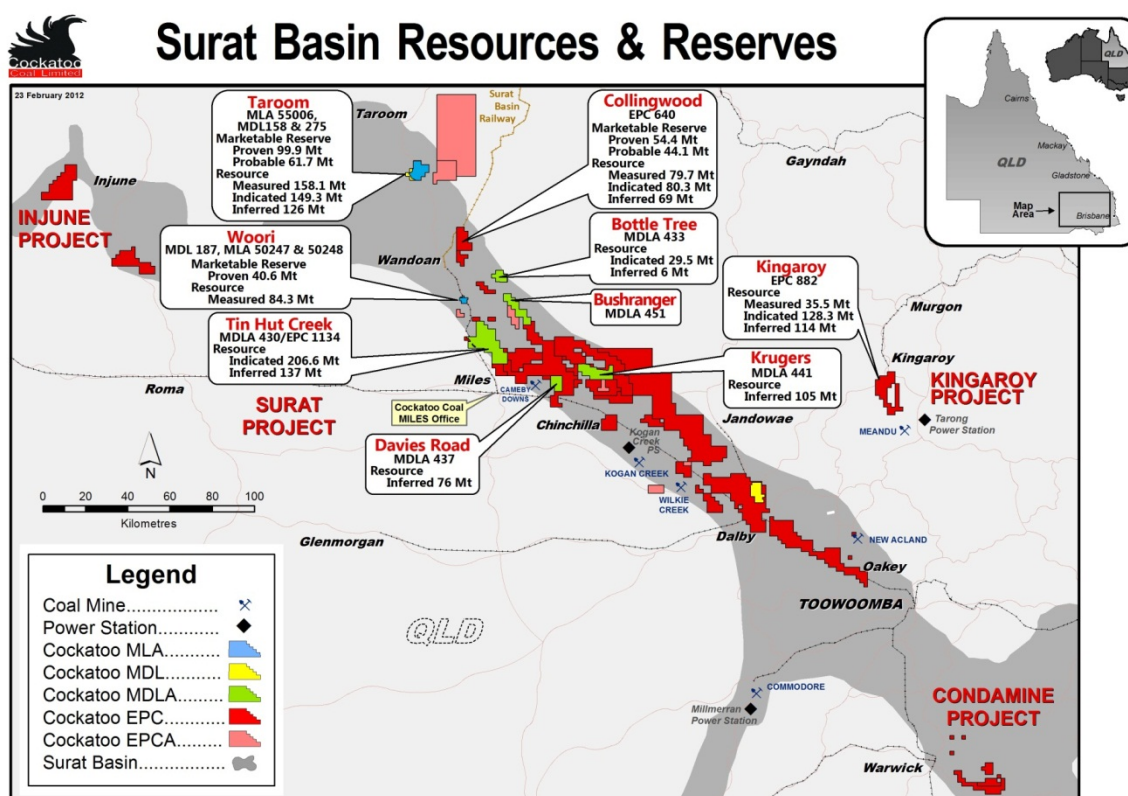 Cockatoo
Coal Limited
Surat Basin Resources & Reserves
23 February 2012
QLD
Cairns
Mackay
QLD
Gladstone
Map
Area
Brisbane
Taroom
MLA 55006,
MDL158 & 275
Marketable Reserve
Proven 99.9 Mt
Probable 61.7 Mt
Resource
Measured 158.1 Mt
Indicated 149.3 Mt
Inferred 126 Mt
Taroom
Surat
Basin
Railway
Collingwood
EPC 640
Marketable Reserve
Proven 54.4 Mt
Probable 44.1 Mt
Resource
Measured 79.7 Mt
Indicated 80.3 Mt
Inferred 69 Mt
Gayndah
Injune
INJUNE
PROJECT
Woori
MDL 187, MLA 50247 & 50248
Marketable Reserve
Proven 40.6 Mt
Resource
Measured 84.3 Mt
Wandoan
Bottle Tree
MDLA 433
Resource
Indicated 29.5 Mt
Inferred 6 Mt
Bushranger
MDLA 451
Kingaroy
EPC 882
Resource
Measured 35.5 Mt
Indicated 128.3 Mt
Inferred 114 Mt
Murgon
Kingaroy
KINGAROY
PROJECT
Tin Hut Creek
MDLA 430/EPC 1134
Resource
Indicated 206.6 Mt
Inferred 137 Mt
Krugers
MDLA 441
Resource
Inferred 105 Mt
Roma
SURAT
PROJECT
Miles
CAMEBY
DOWNS
Cockatoo Coal
MILES Office
Chinchilla
Jandowae
MEANDU
Tarong
Power Station
Davies Road
MDLA 437
Resource
Inferred 76 Mt
Kogan
Creek
PS
KOGAN CREEK
WILKIE
CREEK
N
0 20 40 60 80 100
Kilometres
Glenmorgan
Dalby
NEW ACLAND
Oakey
TOOWOOMBA
QLD
Legend
Coal Mine...................
Power Station............
Cockatoo MLA...........
Cockatoo MDL...........
Cockatoo MDLA........
Cockatoo EPC...........
Cockatoo EPCA.........
Surat Basin................
COMMODORE
Millmerran
Power Station
CONDAMINE
PROJECT
Warwick